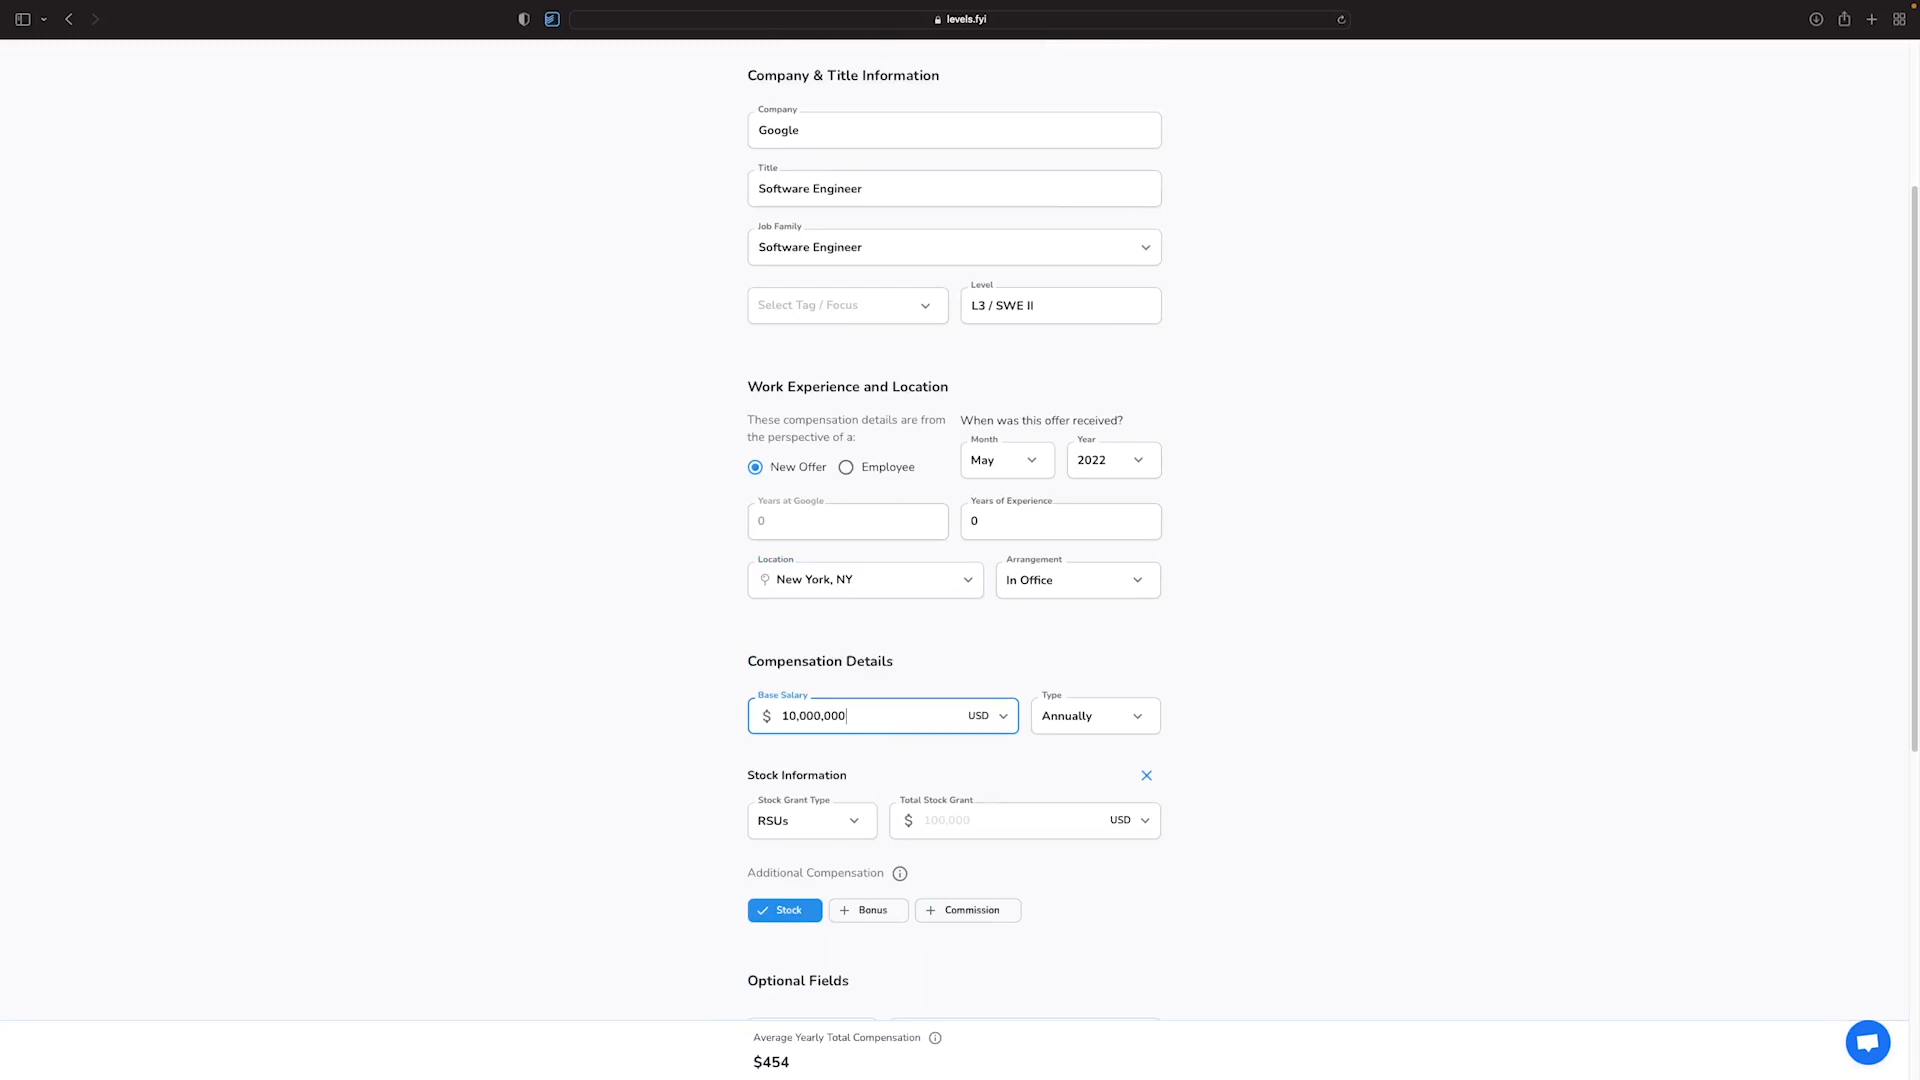 levels.fyi
Company & Title Information
Company
Google
Title
Software Engineer
Job Family
Software Engineer
Select Tag / Focus
Level
L3 / SWE II
Work Experience and Location
These compensation details are from
the perspective of a:
New Offer
Employee
When was this offer received?
Month
May
Year
2022
Years at Google
0
Years of Experience
0
Location
New York, NY
Arrangement
In Office
Compensation Details
Base Salary
$ 10,000,000 USD
Type
Annually
Stock Information
Stock Grant Type
RSUs
Total Stock Grant
$ 100,000 USD
Additional Compensation
Stock
+ Bonus
+ Commission
Optional Fields
Average Yearly Total Compensation
$454